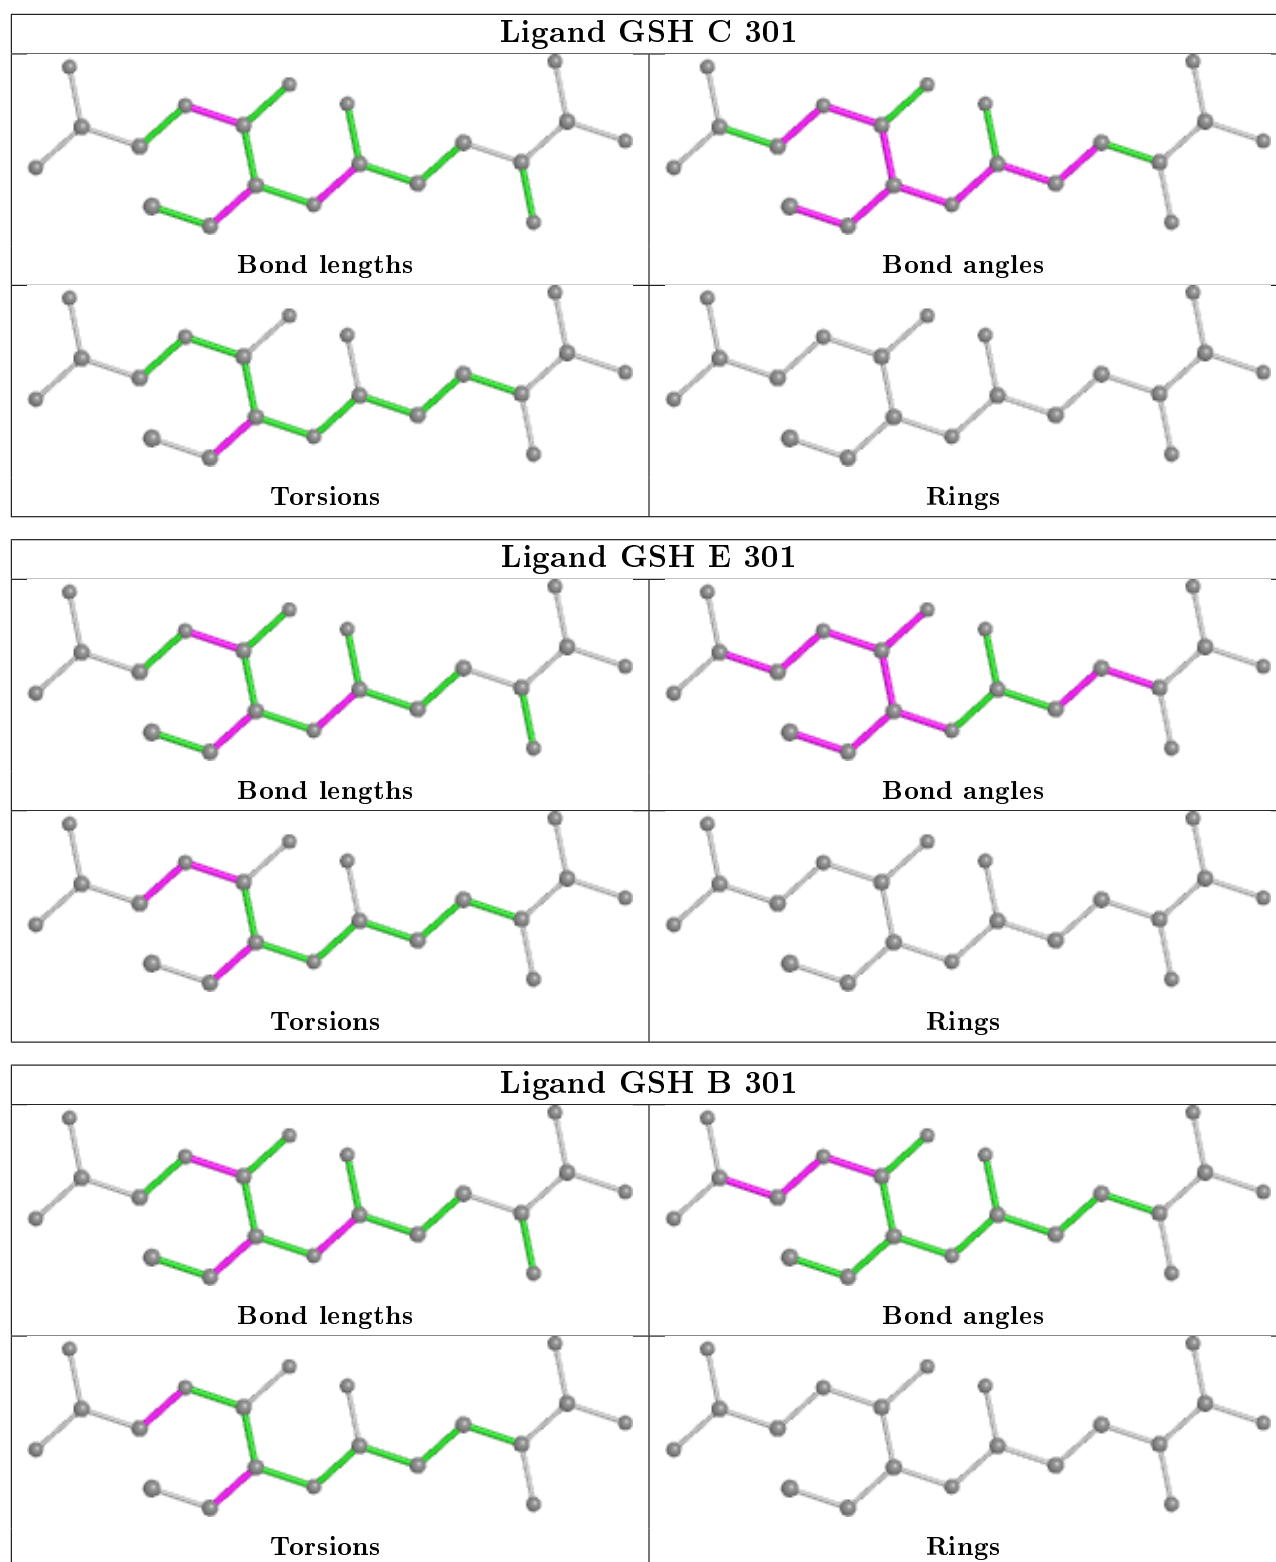 Ligand GSH C 301
Bond lengths
Bond angles
Torsions
Rings
Ligand GSH E 301
Bond lengths
Bond angles
Torsions
Rings
Ligand GSH B 301
Bond lengths
Bond angles
Torsions
Rings